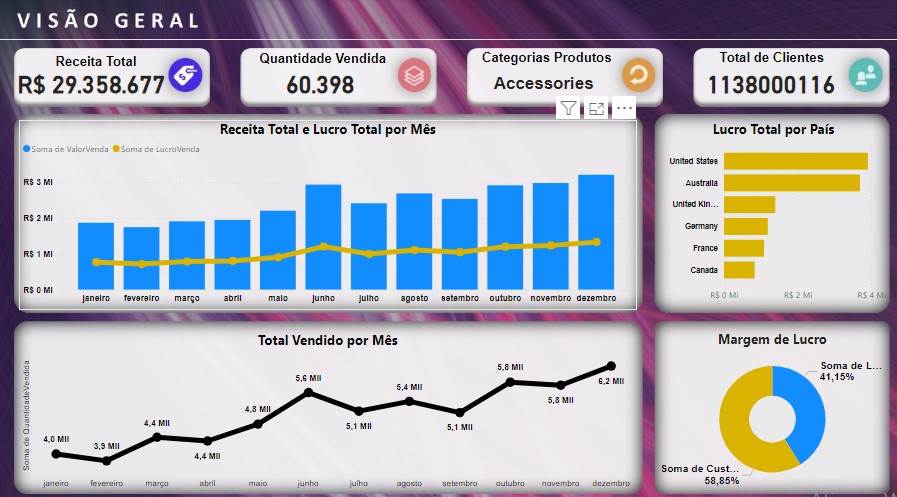 VISÃO GERAL
Receita Total
R$ 29.358.677
Quantidade Vendida
60.398
Categorias Produtos
Accessories
Total de Clientes
1138000116
Receita Total e Lucro Total por Mês
Soma de ValorVenda Soma de LucroVenda
R$ 3 Mi
R$ 2 Mi
R$ 1 Mi
R$ 0 Mi
janeiro fevereiro março abril maio junho julho agosto setembro outubro novembro dezembro
Lucro Total por País
United States
Australia
United Kin...
Germany
France
Canada
R$ 0 Mi R$ 2 Mi R$ 4 Mi
Total Vendido por Mês
Soma de QuantidadeVendida
4,0 Mil
3,9 Mil
4,4 Mil
4,4 Mil
4,8 Mil
5,6 Mil
5,1 Mil
5,4 Mil
5,1 Mil
5,8 Mil
5,8 Mil
6,2 Mil
janeiro fevereiro março abril maio junho julho agosto setembro outubro novembro dezembro
Margem de Lucro
Soma de L...
41,15%
Soma de Cust...
58,85%